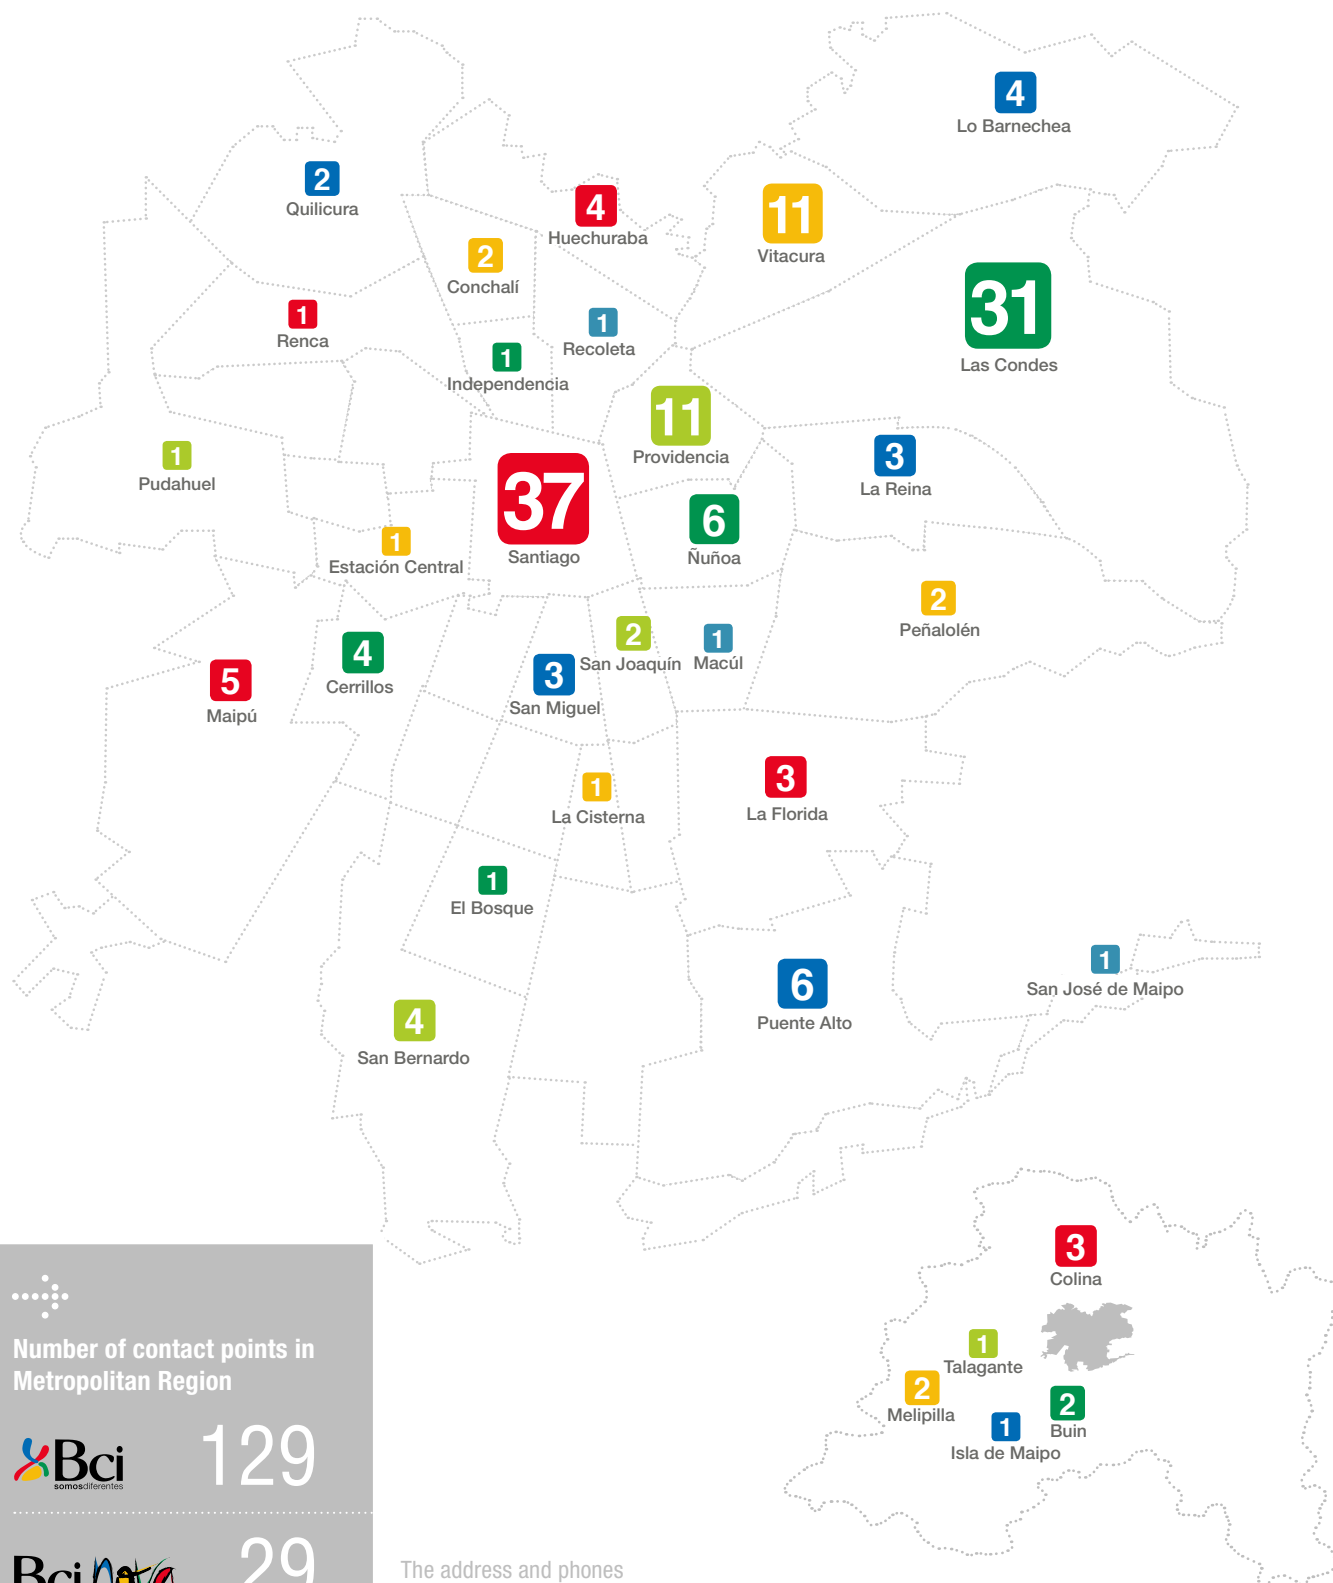 4
Lo Barnechea
2
Quilicura
4
Huechuraba
11
Vitacura
2
Conchalí
31
Las Condes
1
Renca
1
Recoleta
1
Independencia
11
Providencia
1
Pudahuel
3
La Reina
37
Santiago
6
Ñuñoa
1
Estación Central
2
Peñalolén
2
San Joaquín
1
Macúl
4
Cerrillos
5
Maipú
3
San Miguel
3
La Florida
1
La Cisterna
1
El Bosque
1
San José de Maipo
6
Puente Alto
4
San Bernardo
3
Colina
1
Talagante
2
Melipilla
2
Buin
1
Isla de Maipo
Number of contact points in
Metropolitan Region
Bci
somosdiferentes
129
Bci nova
29
The address and phones